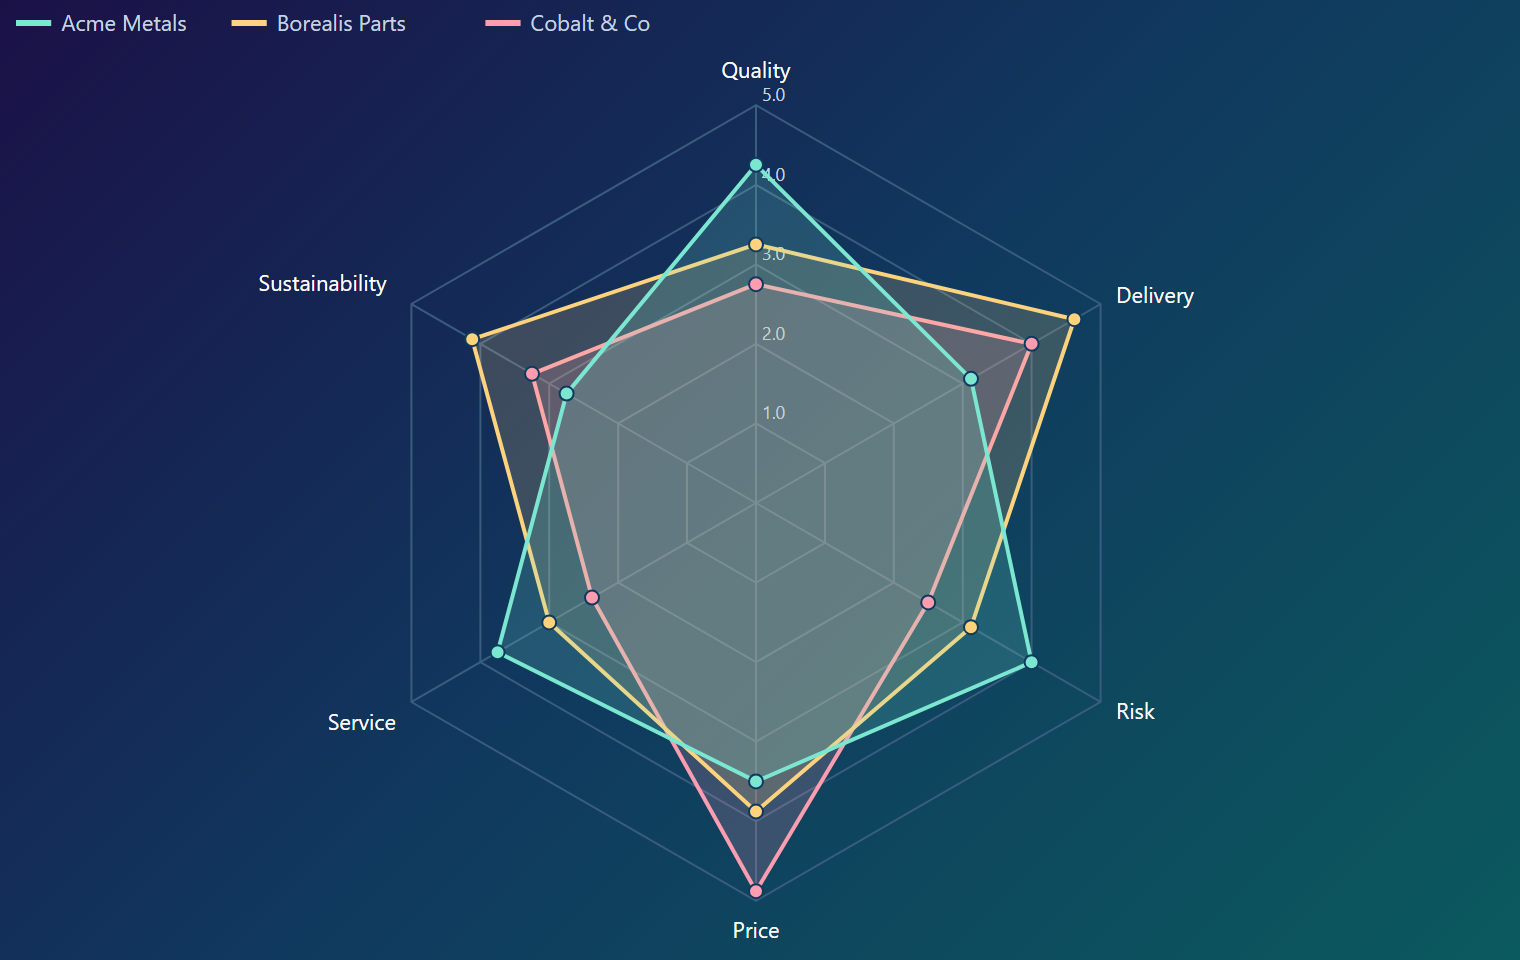 Acme Metals
Borealis Parts
Cobalt & Co
Quality
5.0
4.0
3.0
2.0
1.0
Sustainability
Delivery
Service
Risk
Price